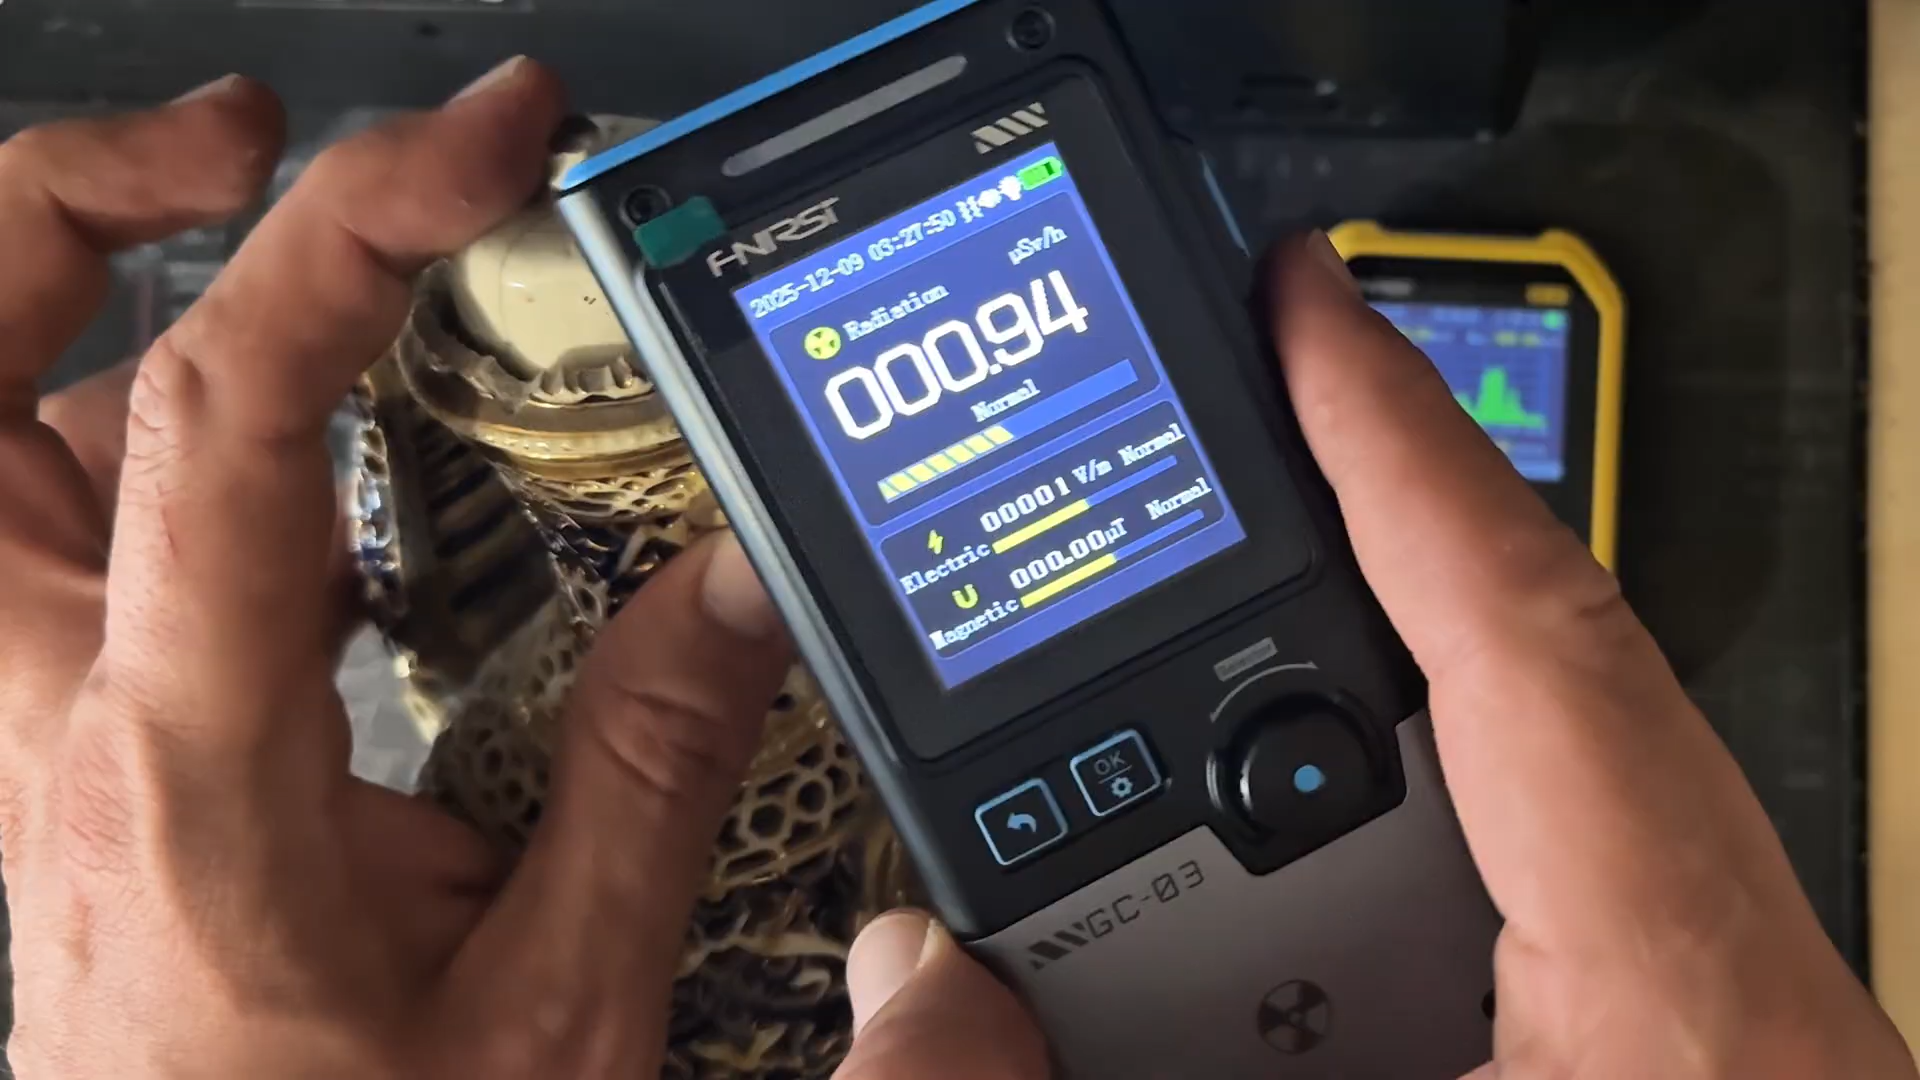 FNIRSI
2025-12-09 03:27:50
Radiation
µSv/h
000.94
Normal
Electric
00001 V/m Normal
Magnetic
000.00µT Normal
OK
GC-03